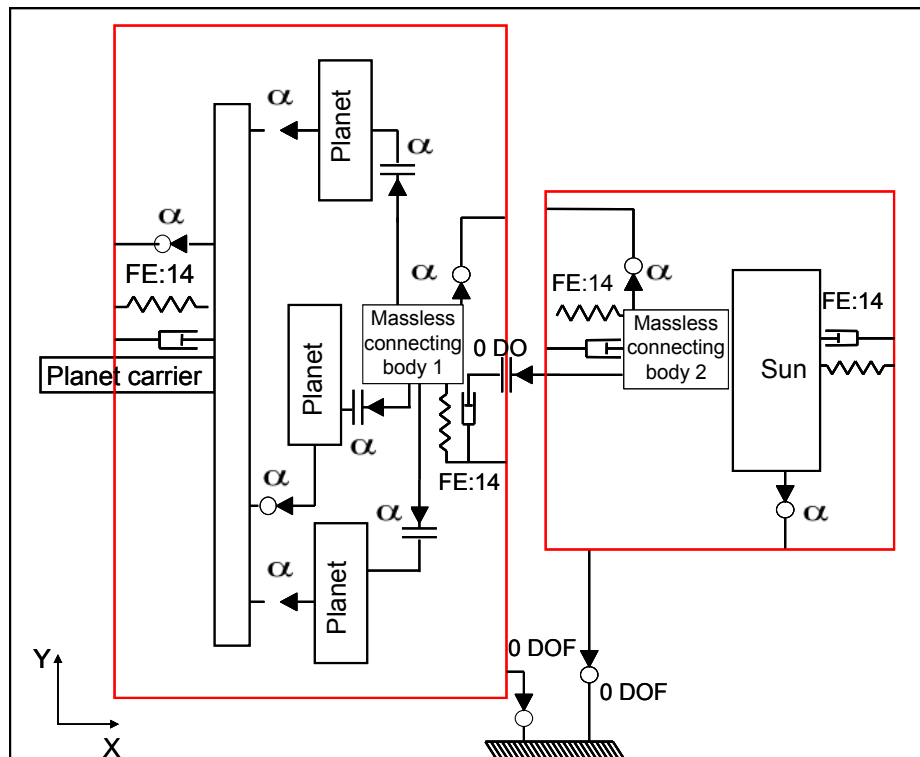 α
Planet
α
α
FE:14
Planet carrier
Planet
α
α
Massless
connecting
body 1
α
0 DO
FE:14
α
α
Planet
FE:14
α
Massless
connecting
body 2
Sun
FE:14
α
0 DOF
0 DOF
Y
X